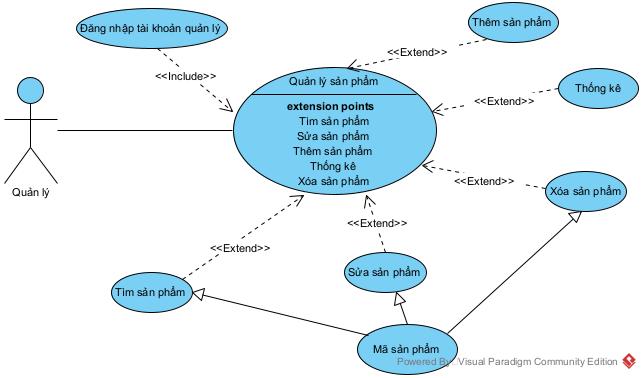 Đăng nhập tài khoản quản lý
Thêm sản phẩm
<<Extend>>
<<Include>>
Quản lý sản phẩm
Thống kê
<<Extend>>
extension points
Tìm sản phẩm
Sửa sản phẩm
Thêm sản phẩm
Thống kê
Xóa sản phẩm
<<Extend>>
Xóa sản phẩm
Quản lý
<<Extend>>
<<Extend>>
Sửa sản phẩm
Tìm sản phẩm
Mã sản phẩm
Powered By: Visual Paradigm Community Edition